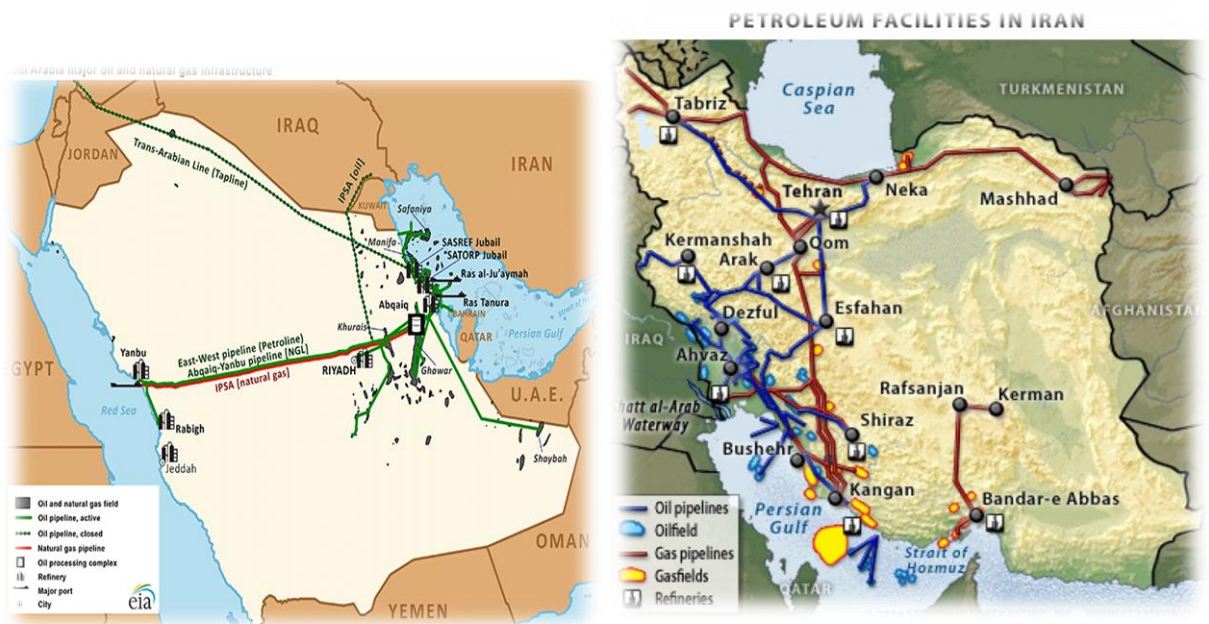 Arabia major oil and natural gas infrastructure
IRAQ
JORDAN
IRAN
Trans-Arabian Line (Tapline)
IPSA (oil)
KUWAIT
Safaniya
Manifa
SASREF Jubail
SATORP Jubail
Ras al-Ju'aymah
Abqaiq
Ras Tanura
BAHRAIN
Khurais
QATAR
Persian Gulf
Strait of
EGYPT
Yanbu
East-West pipeline (Petroline)
Abqaiq-Yanbu pipeline (NGL)
IPSA (natural gas)
RIYADH
Ghawar
U.A.E.
Red Sea
Rabigh
Jeddah
Shaybah
OMAN
YEMEN
Oil and natural gas field
Oil pipeline, active
Oil pipeline, closed
Natural gas pipeline
Oil processing complex
Refinery
Major port
City
eia
PETROLEUM FACILITIES IN IRAN
Caspian
Sea
TURKMENISTAN
Tabriz
Tehran
Neka
Mashhad
Kermanshah
Qom
Arak
AFGHANISTAN
Dezful
Esfahan
IRAQ
Ahvaz
Rafsanjan
Kerman
Shatt al-Arab
Waterway
Shiraz
Bushehr
Kangan
Bandar-e Abbas
Persian
Gulf
Strait of
Hormuz
QATAR
Oil pipelines
Oilfield
Gas pipelines
Gasfields
Refineries